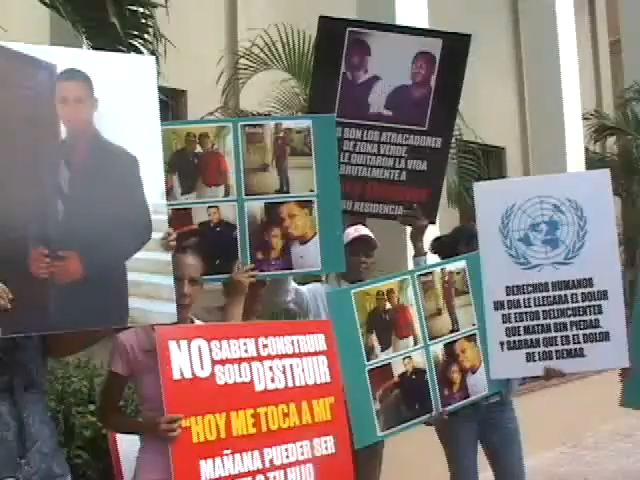 SON LOS ATRACADORES
DE ZONA VERDE
LE QUITARON LA VIDA
BRUTALMENTE A
SU RESIDENCIA
DERECHOS HUMANOS
UN DIA LE LLEGARA EL DOLOR
DE ESTOS DELINCUENTES
QUE MATAN SIN PIEDAD,
Y SABRAN QUE ES EL DOLOR
DE LOS DEMAS.
NO SABEN CONSTRUIR
SOLO DESTRUIR
"HOY ME TOCA A MI"
MAÑANA PUEDER SER
TU HIJO